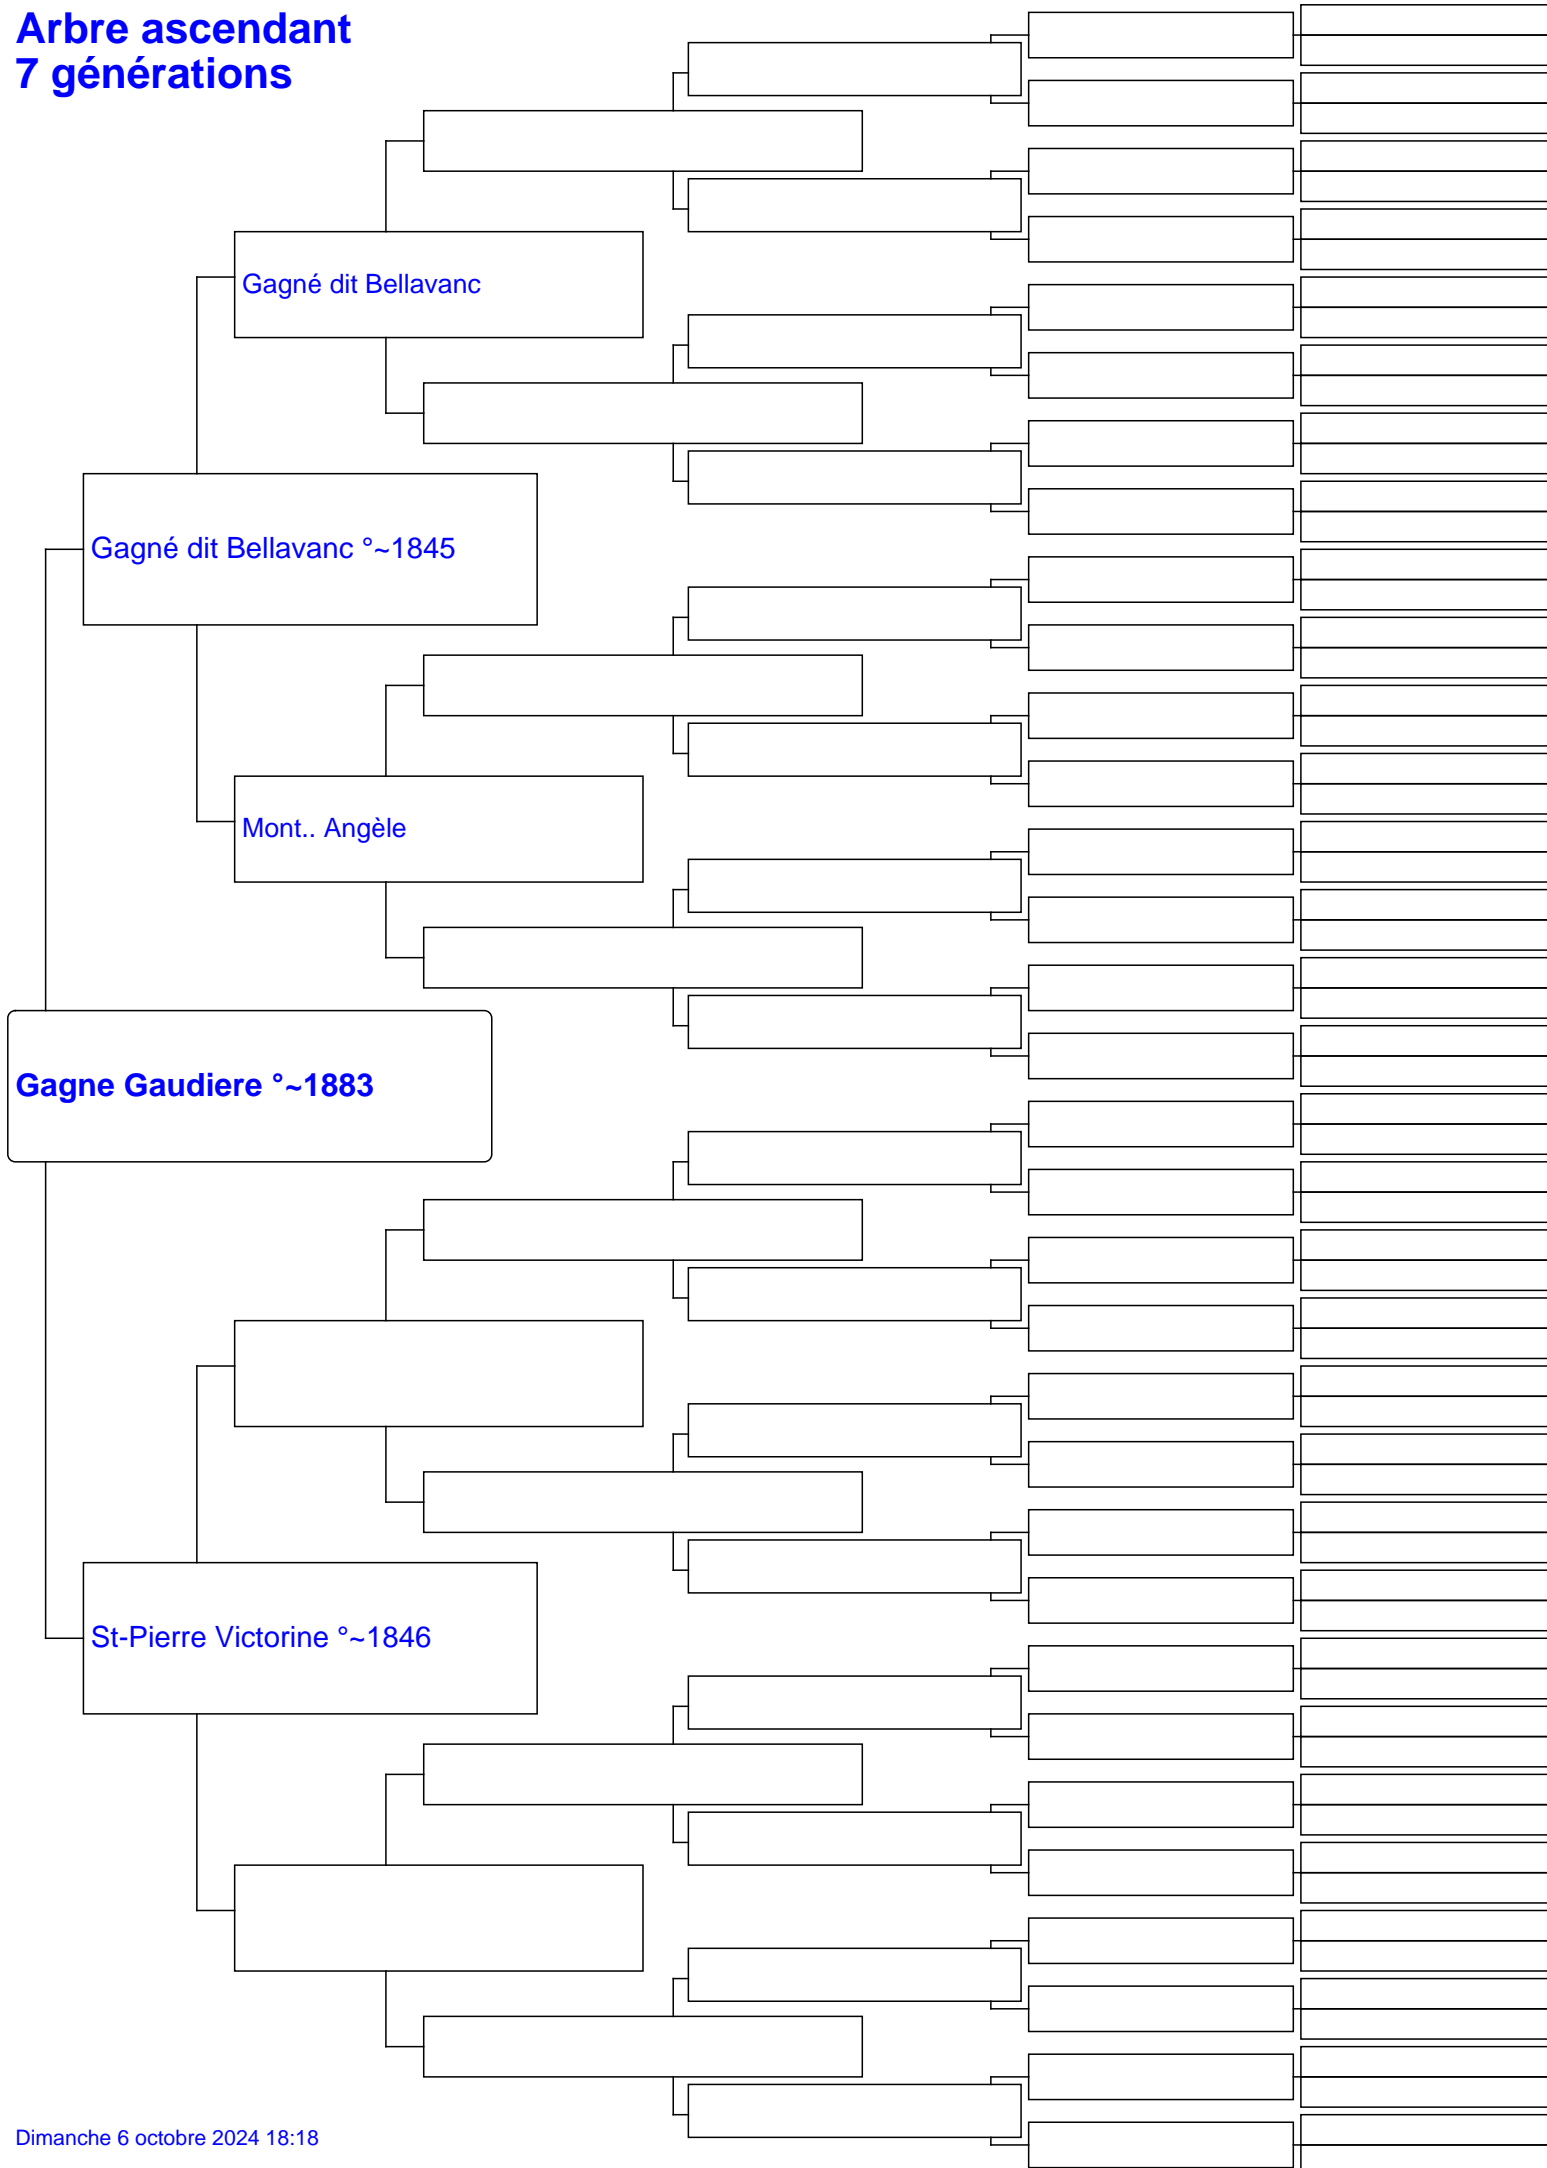 Arbre ascendant
7 générations
Gagné dit Bellavanc
Gagné dit Bellavanc °~1845
Mont.. Angèle
Gagne Gaudiere °~1883
St-Pierre Victorine °~1846
Dimanche 6 octobre 2024 18:18